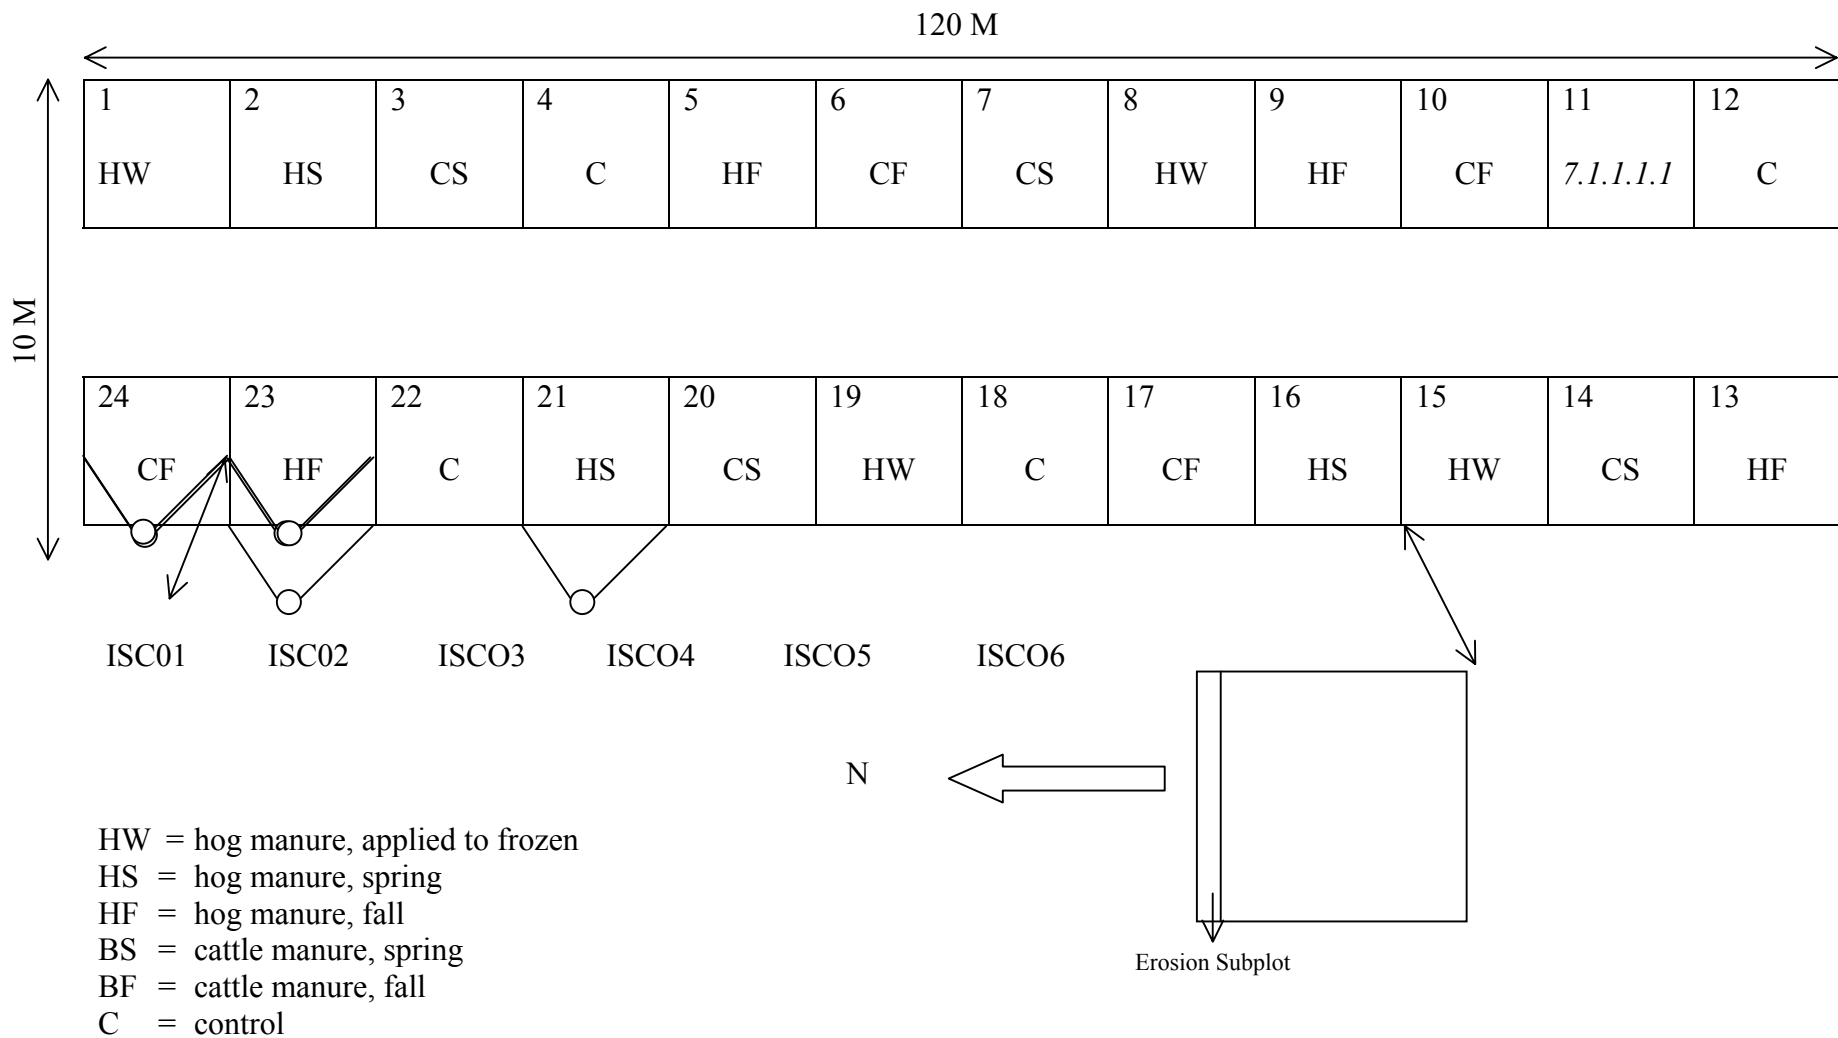 120 M
1 2 3 4 5 6 7 8 9 10 11 12
HW HS CS C HF CF CS HW HF CF 7.1.1.1.1 C
10 M
24 23 22 21 20 19 18 17 16 15 14 13
CF HF C HS CS HW C CF HS HW CS HF
ISC01 ISC02 ISCO3 ISCO4 ISCO5 ISCO6
N
HW = hog manure, applied to frozen
HS = hog manure, spring
HF = hog manure, fall
BS = cattle manure, spring
BF = cattle manure, fall
C = control
Erosion Subplot